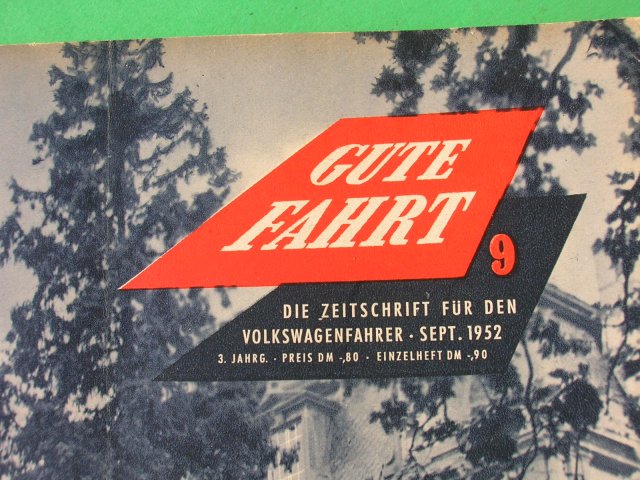 GUTE
FAHRT
9
DIE ZEITSCHRIFT FÜR DEN
VOLKSWAGENFAHRER · SEPT. 1952
3. JAHRG. · PREIS DM -,80 · EINZELHEFT DM -,90